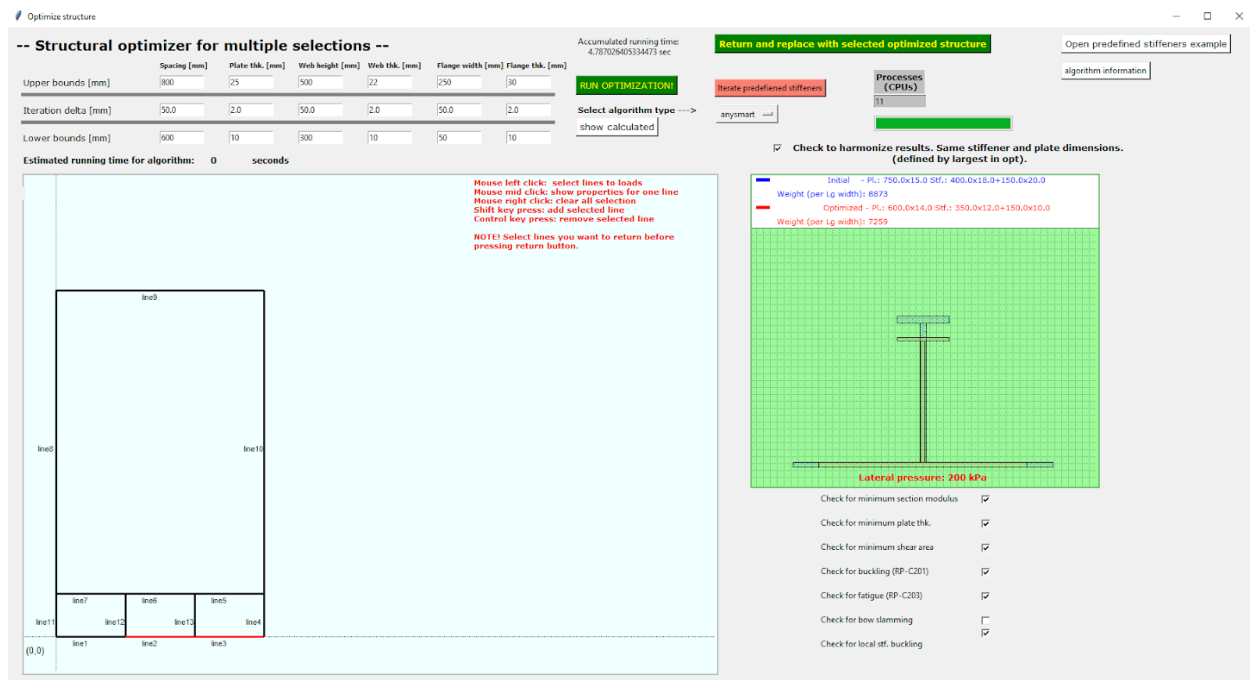 Optimize structure
-- Structural optimizer for multiple selections --
Accumulated running time:
4.787026405334473 sec
Return and replace with selected optimized structure
Open predefined stiffeners example
Spacing [mm] Plate thk. [mm] Web height [mm] Web thk. [mm] Flange width [mm] Flange thk. [mm]
Upper bounds [mm] 800 25 500 22 250 30
RUN OPTIMIZATION!
Iterate predefiened stiffeners
Processes
(CPUs)
11
algorithm information
Iteration delta [mm] 50.0 2.0 50.0 2.0 50.0 2.0
Select algorithm type --->
anysmart
show calculated
Lower bounds [mm] 600 10 300 10 50 10
Check to harmonize results. Same stiffener and plate dimensions.
(defined by largest in opt).
Estimated running time for algorithm: 0 seconds
Mouse left click: select lines to loads
Mouse mid click: show properties for one line
Mouse right click: clear all selection
Shift key press: add selected line
Control key press: remove selected line
NOTE! Select lines you want to return before
pressing return button.
Initial - Pl.: 750.0x15.0 Stf.: 400.0x18.0+150.0x20.0
Weight (per Lg width): 8873
Optimized - Pl.: 600.0x14.0 Stf.: 350.0x12.0+150.0x10.0
Weight (per Lg width): 7259
line9
line8
line10
line7
line6
line5
line11
line12
line13
line4
line1
line2
line3
(0,0)
Lateral pressure: 200 kPa
Check for minimum section modulus
Check for minimum plate thk.
Check for minimum shear area
Check for buckling (RP-C201)
Check for fatigue (RP-C203)
Check for bow slamming
Check for local stf. buckling